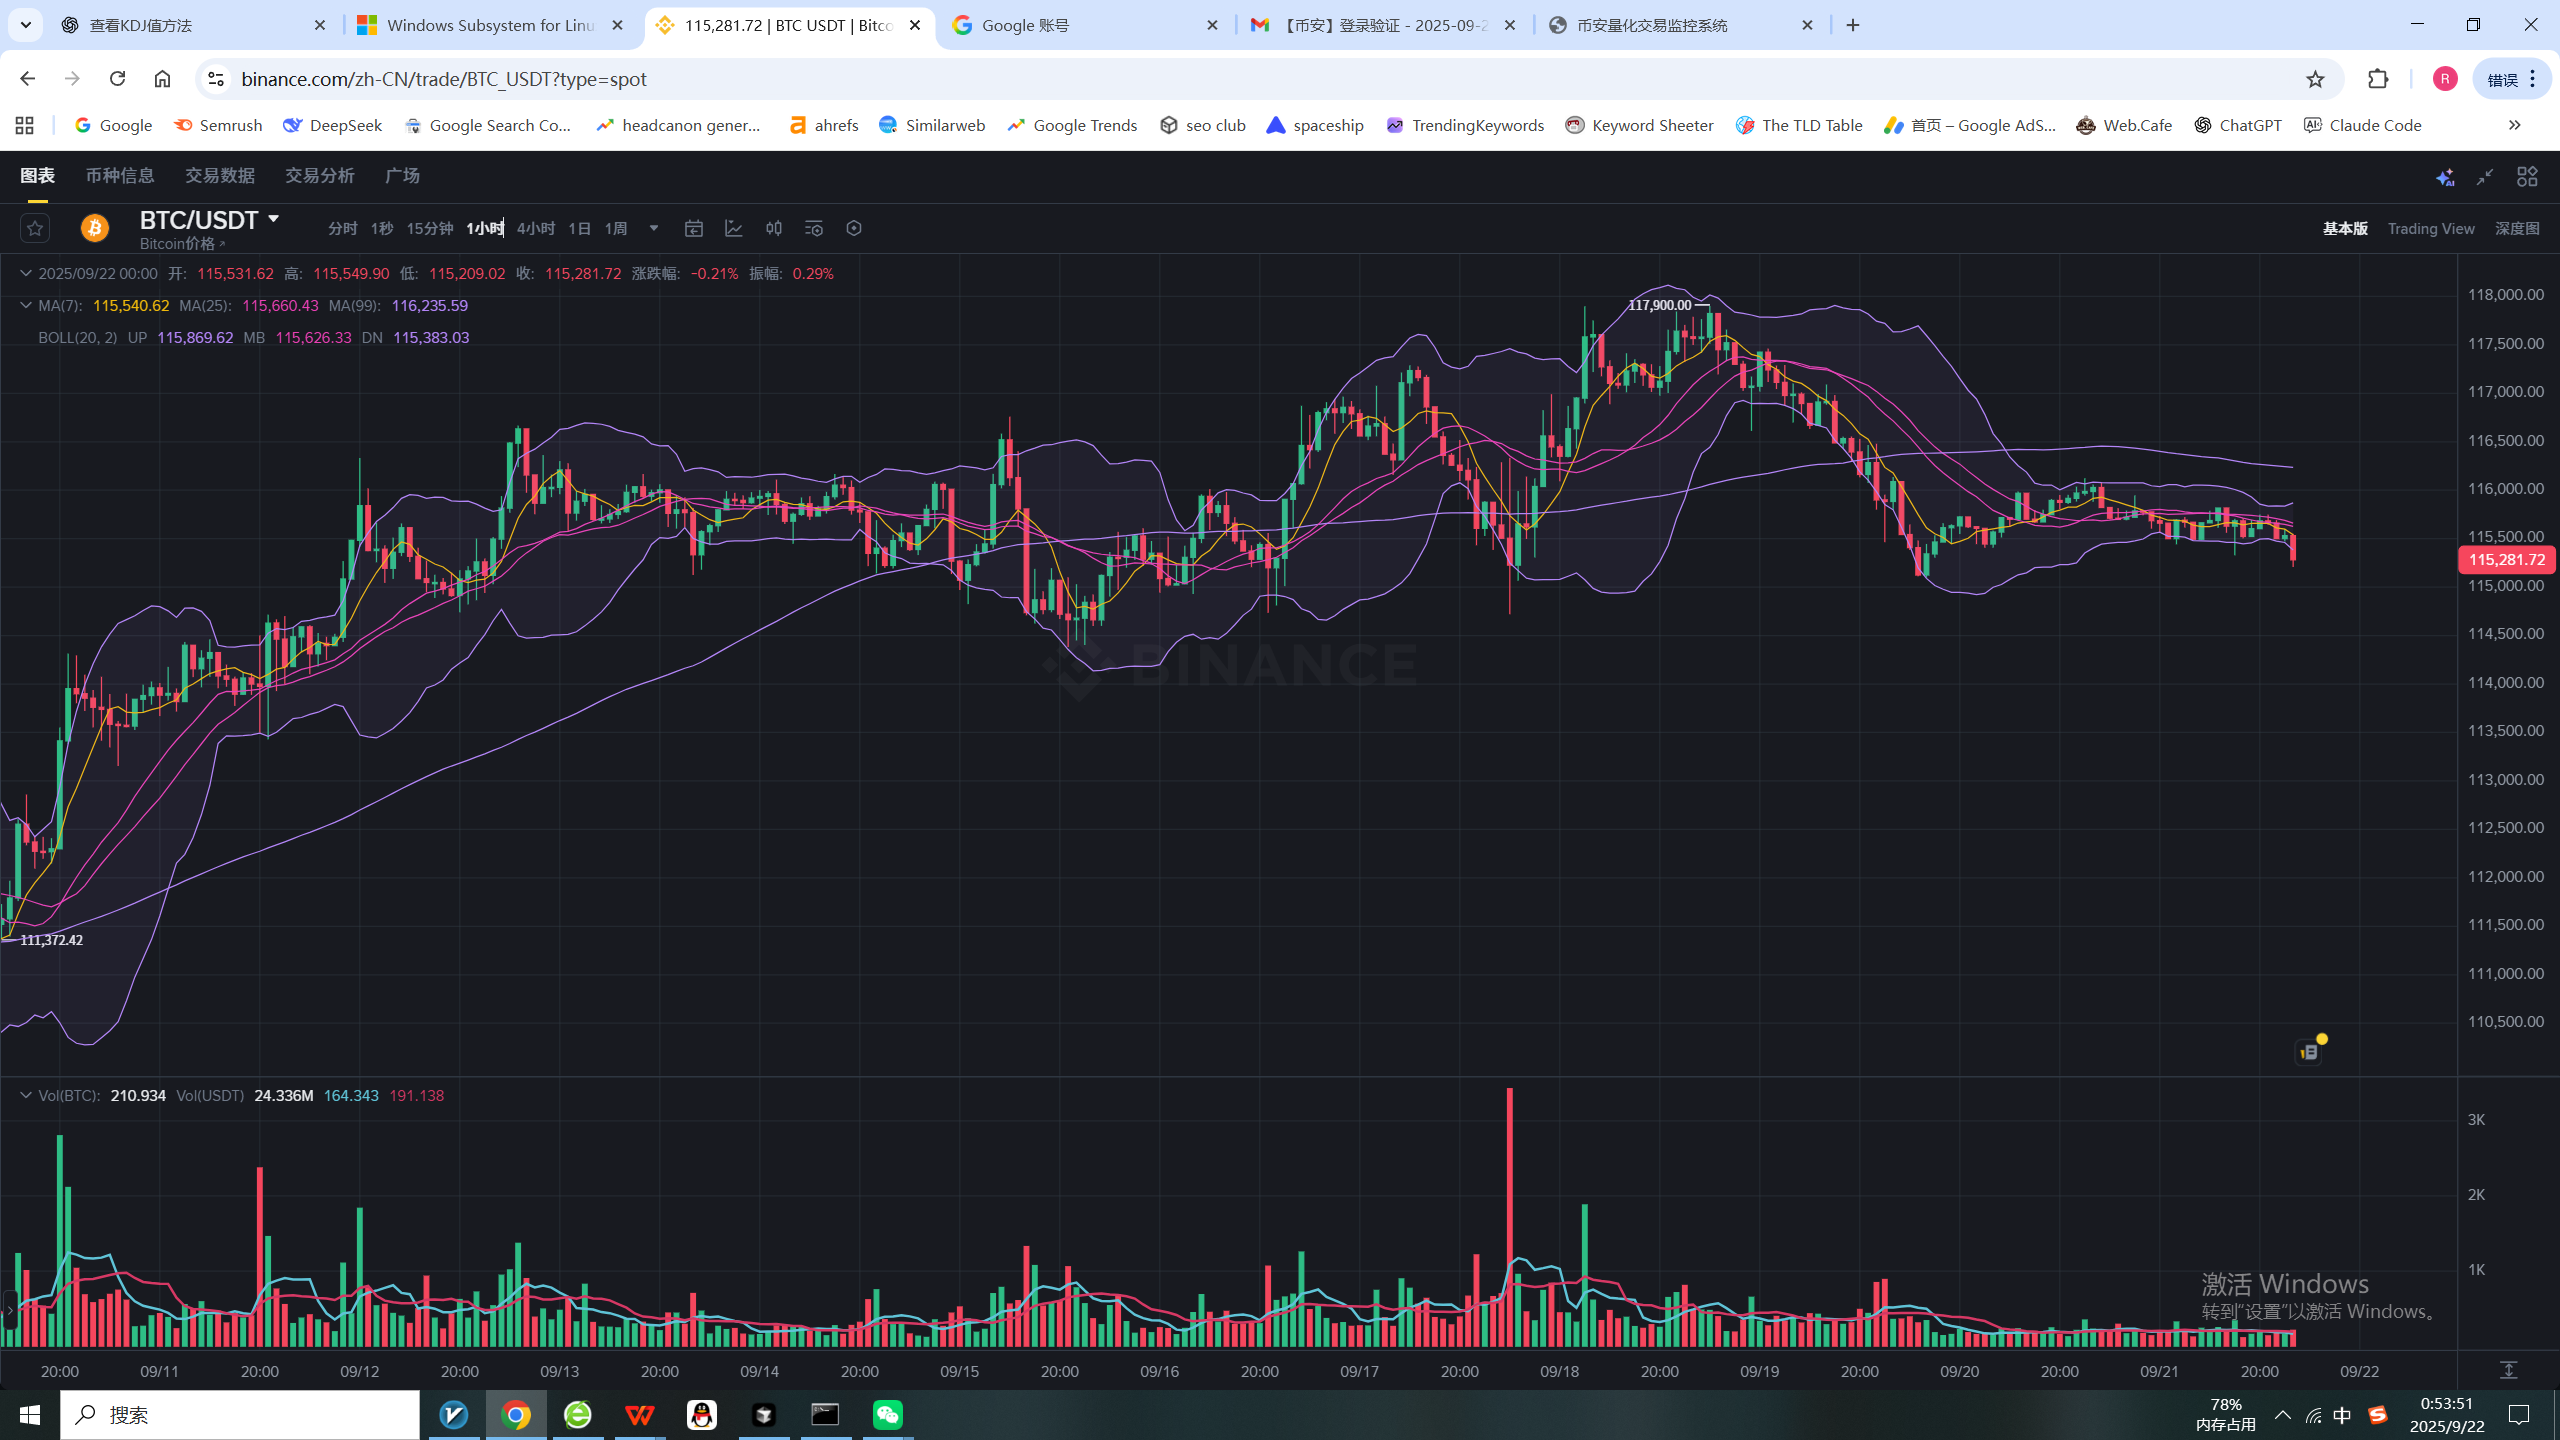 查看KDJ值方法
Windows Subsystem for Linu
115,281.72 | BTC USDT | Bitco
Google 账号
【币安】登录验证 - 2025-09-2
币安量化交易监控系统
binance.com/zh-CN/trade/BTC_USDT?type=spot
R
错误
Google Semrush DeepSeek Google Search Co... headcanon gener... ahrefs Similarweb Google Trends seo club spaceship TrendingKeywords Keyword Sheeter The TLD Table 首页 – Google AdS... Web.Cafe ChatGPT Claude Code
图表 币种信息 交易数据 交易分析 广场
BTC/USDT
Bitcoin价格
分时 1秒 15分钟 1小时 4小时 1日 1周
基本版 Trading View 深度图
2025/09/22 00:00 开: 115,531.62 高: 115,549.90 低: 115,209.02 收: 115,281.72 涨跌幅: -0.21% 振幅: 0.29%
MA(7): 115,540.62 MA(25): 115,660.43 MA(99): 116,235.59
BOLL(20, 2) UP 115,869.62 MB 115,626.33 DN 115,383.03
117,900.00
111,372.42
BINANCE
118,000.00
117,500.00
117,000.00
116,500.00
116,000.00
115,500.00
115,281.72
115,000.00
114,500.00
114,000.00
113,500.00
113,000.00
112,500.00
112,000.00
111,500.00
111,000.00
110,500.00
Vol(BTC): 210.934 Vol(USDT) 24.336M 164.343 191.138
3K
2K
1K
激活 Windows
转到"设置"以激活 Windows。
20:00 09/11 20:00 09/12 20:00 09/13 20:00 09/14 20:00 09/15 20:00 09/16 20:00 09/17 20:00 09/18 20:00 09/19 20:00 09/20 20:00 09/21 20:00 09/22
搜索
78%
内存占用
中
0:53:51
2025/9/22